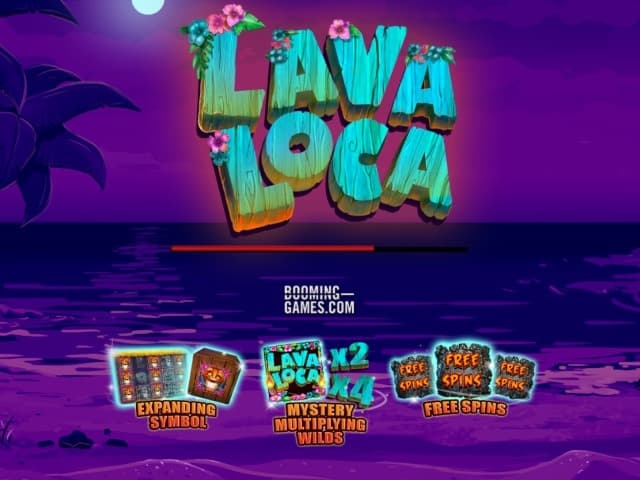 LAVA
LOCA
BOOMING—
GAMES.COM
LAVA
LOCA
X2
X4
FREE
SPINS
FREE
SPINS
FREE
SPINS
EXPANDING
SYMBOL
MYSTERY
MULTIPLYING
WILDS
FREE SPINS